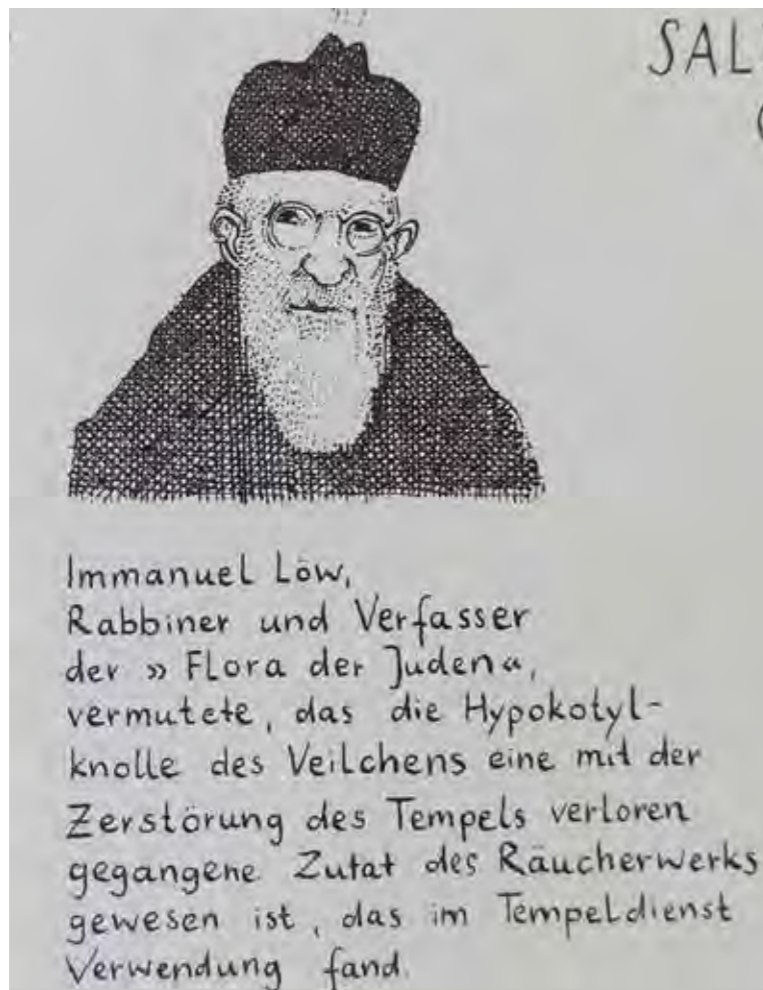 SAL
Immanuel Löw,
Rabbiner und Verfasser
der » Flora der Juden«,
vermutete, das die Hypokotyl-
knolle des Veilchens eine mit der
Zerstörung des Tempels verloren
gegangene Zutat des Räucherwerks
gewesen ist, das im Tempeldienst
Verwendung fand.